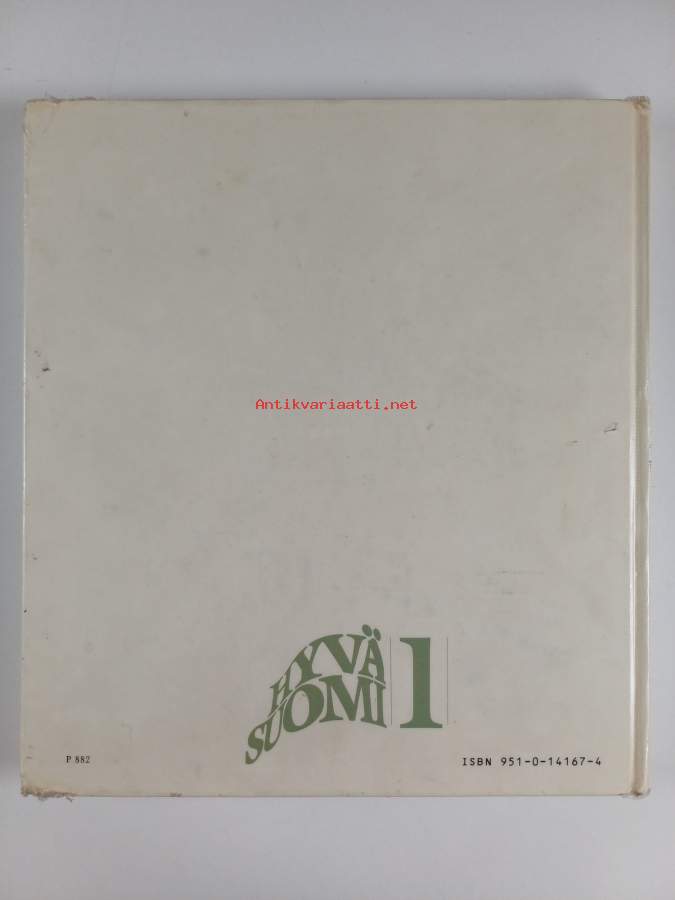 Antikvariaatti.net
HYVÄ
SUOMI 1
P 882
ISBN 951-0-14167-4